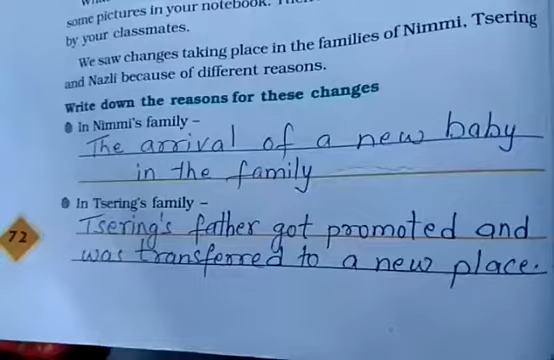 some pictures in your notebook.
by your classmates.
We saw changes taking place in the families of Nimmi, Tsering
and Nazli because of different reasons.
Write down the reasons for these changes
In Nimmi's family –
The arrival of a new baby
in the family
In Tsering's family –
Tsering's father got promoted and
was transferred to a new place.
72